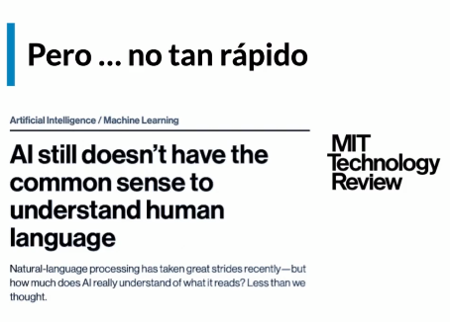 Pero ... no tan rápido
Artificial Intelligence / Machine Learning
AI still doesn't have the
common sense to
understand human
language
Natural-language processing has taken great strides recently—but
how much does AI really understand of what it reads? Less than we
thought.
MIT
Technology
Review